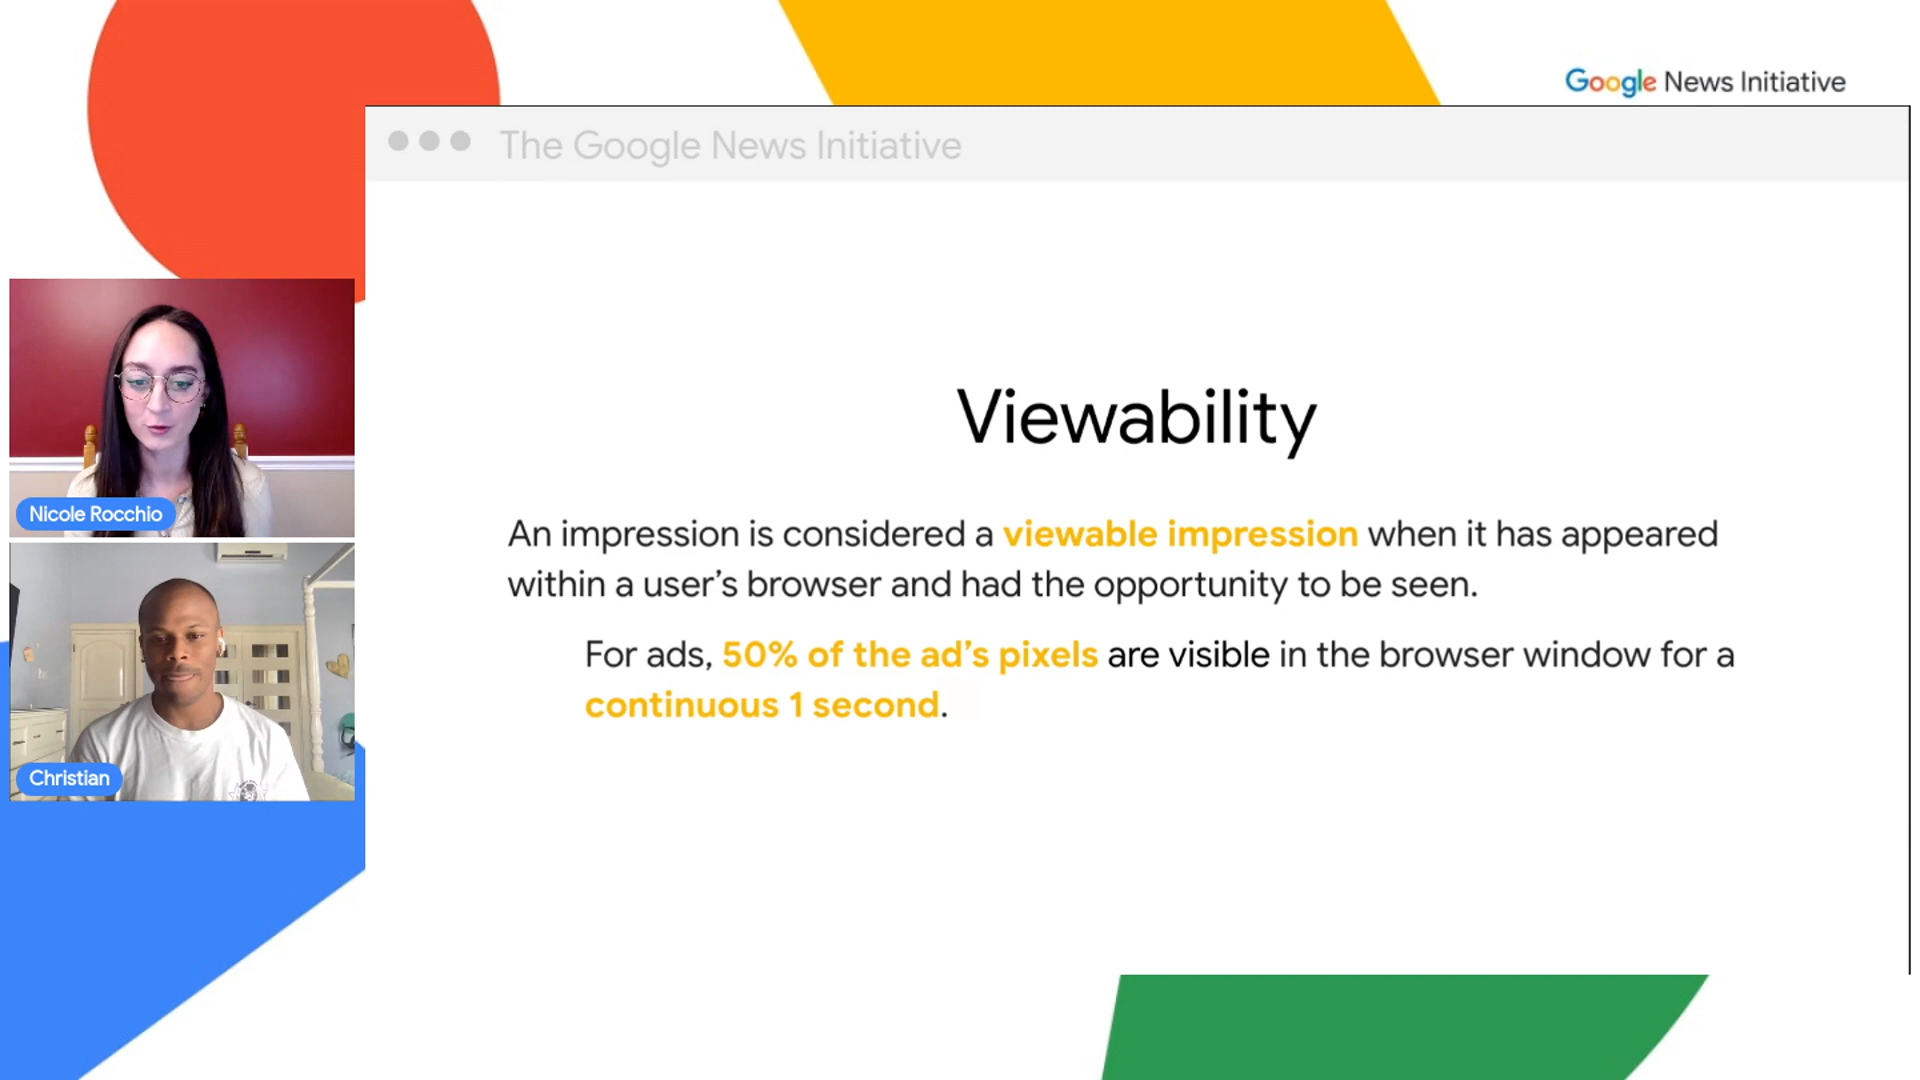 Google News Initiative
The Google News Initiative
Viewability
An impression is considered a viewable impression when it has appeared
within a user’s browser and had the opportunity to be seen.
For ads, 50% of the ad’s pixels are visible in the browser window for a
continuous 1 second.
Nicole Rocchio
Christian